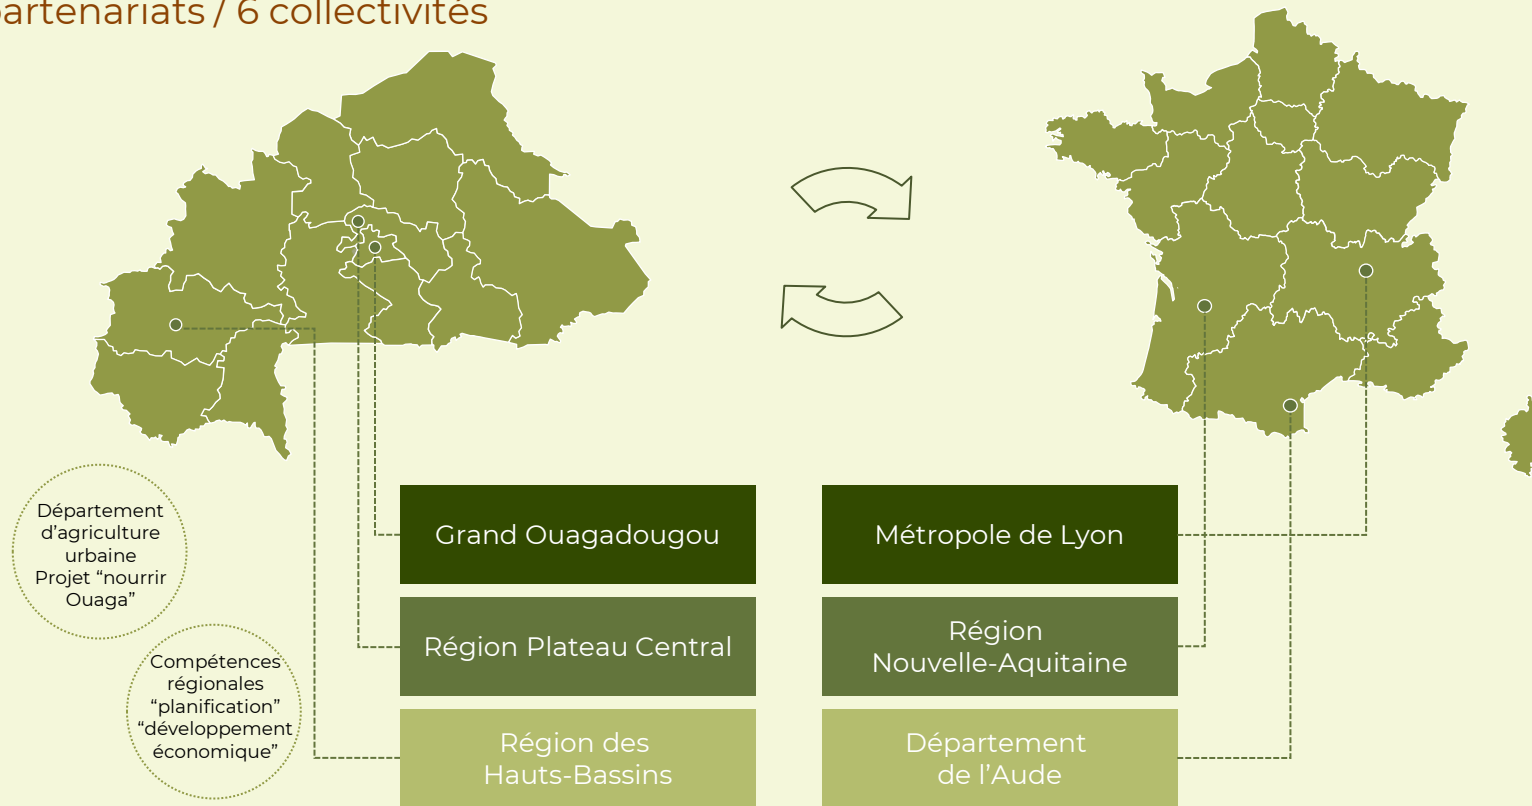 partenariats / 6 collectivités
Département
d’agriculture
urbaine
Projet “nourrir
Ouaga”
Compétences
régionales
“planification”
“développement
économique”
Grand Ouagadougou
Métropole de Lyon
Région Plateau Central
Région
Nouvelle-Aquitaine
Région des
Hauts-Bassins
Département
de l’Aude